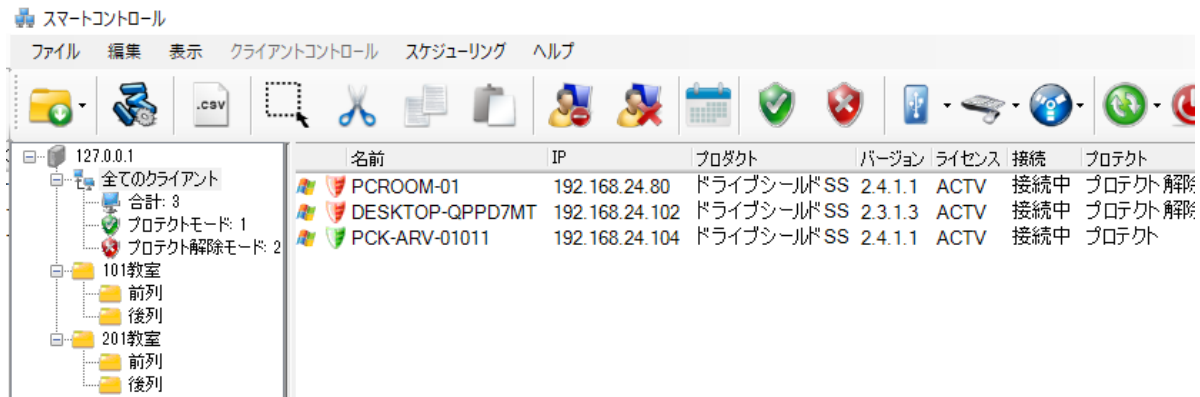 スマートコントロール
ファイル 編集 表示 クライアントコントロール スケジューリング ヘルプ
.csv
127.0.0.1
全てのクライアント
合計: 3
プロテクトモード: 1
プロテクト解除モード: 2
101教室
前列
後列
201教室
前列
後列
名前 IP プロダクト バージョン ライセンス 接続 プロテクト
PCROOM-01 192.168.24.80 ドライブシールドSS 2.4.1.1 ACTV 接続中 プロテクト解除
DESKTOP-QPPD7MT 192.168.24.102 ドライブシールドSS 2.3.1.3 ACTV 接続中 プロテクト解除
PCK-ARV-01011 192.168.24.104 ドライブシールドSS 2.4.1.1 ACTV 接続中 プロテクト